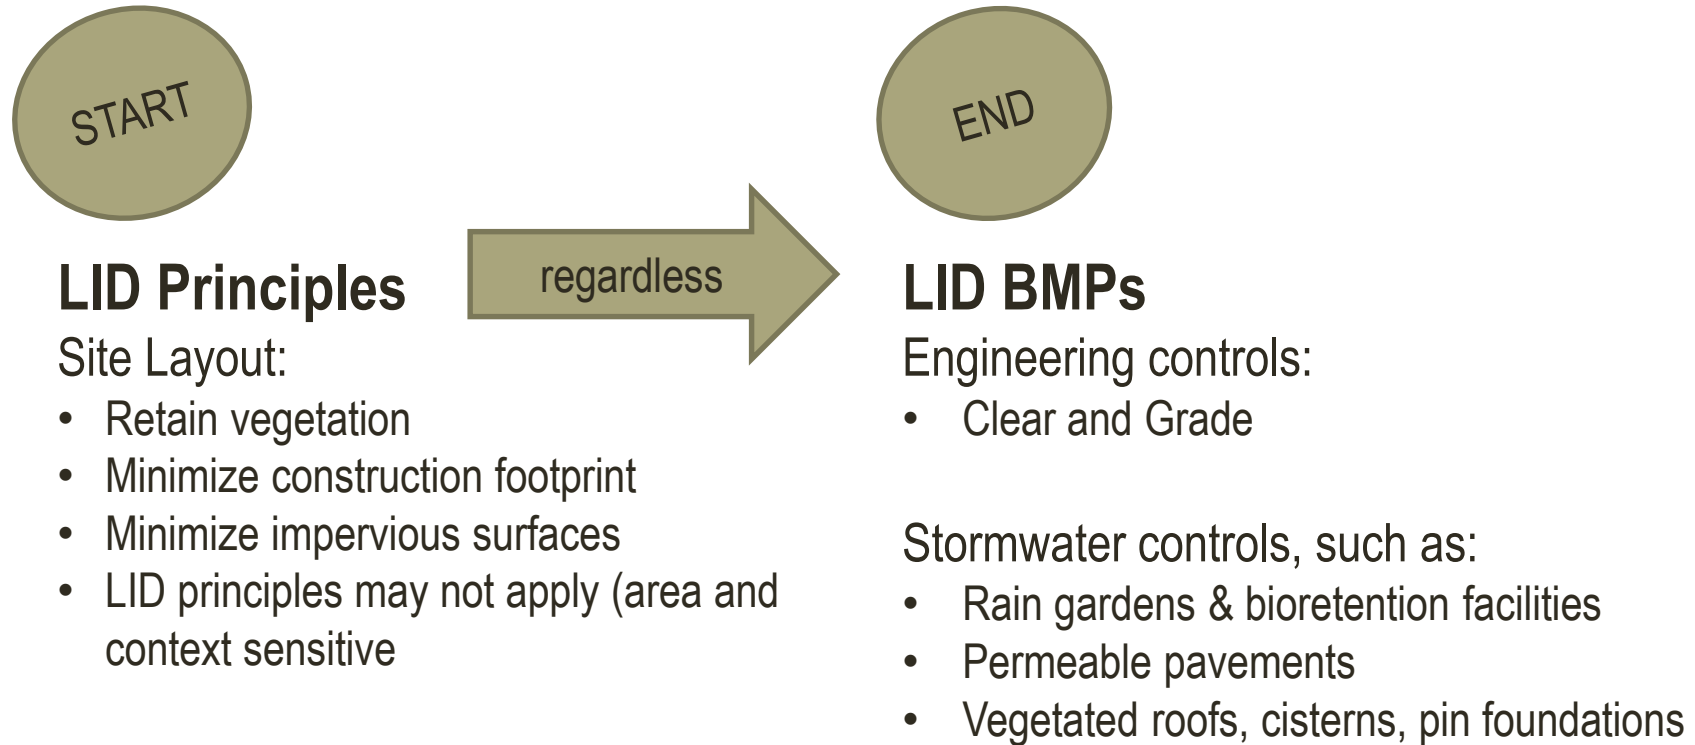 START
LID Principles
Site Layout:
• Retain vegetation
• Minimize construction footprint
• Minimize impervious surfaces
• LID principles may not apply (area and
context sensitive
regardless
END
LID BMPs
Engineering controls:
• Clear and Grade
Stormwater controls, such as:
• Rain gardens & bioretention facilities
• Permeable pavements
• Vegetated roofs, cisterns, pin foundations